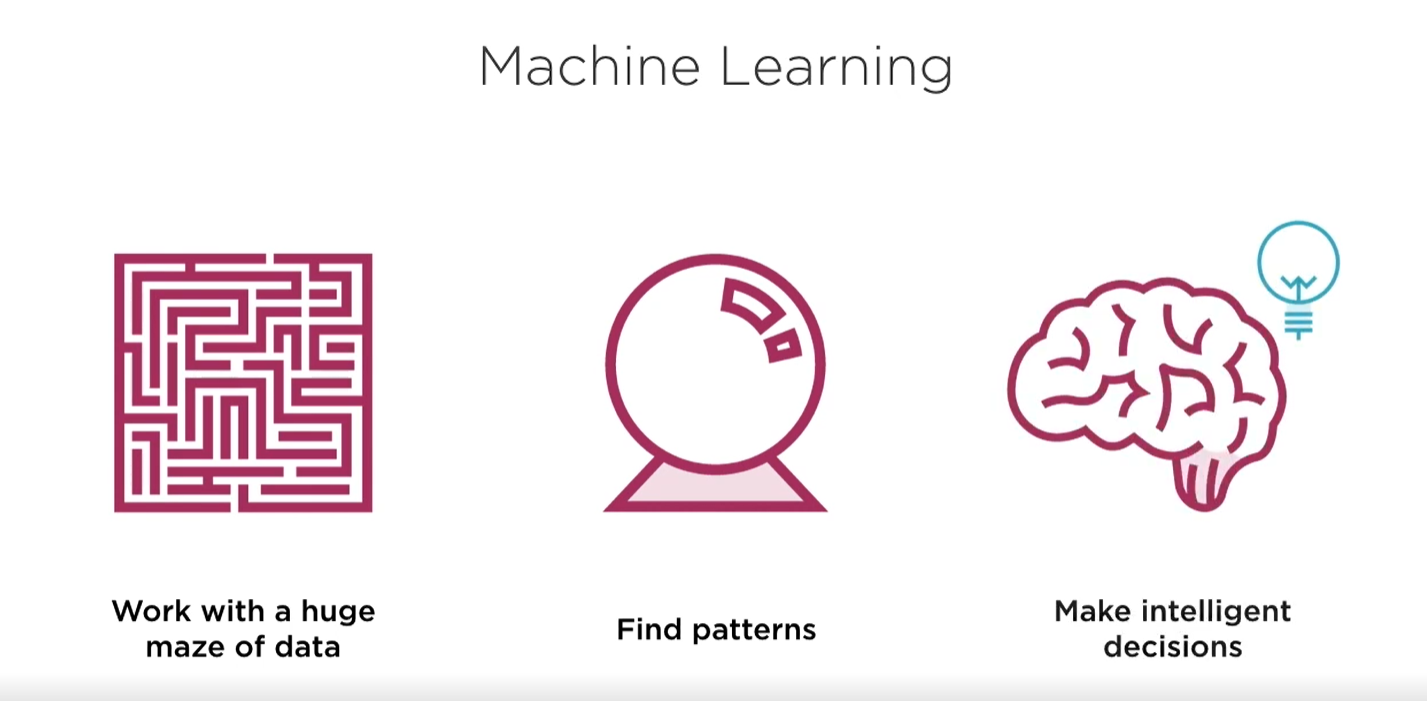 Machine Learning
Work with a huge
maze of data
Find patterns
Make intelligent
decisions